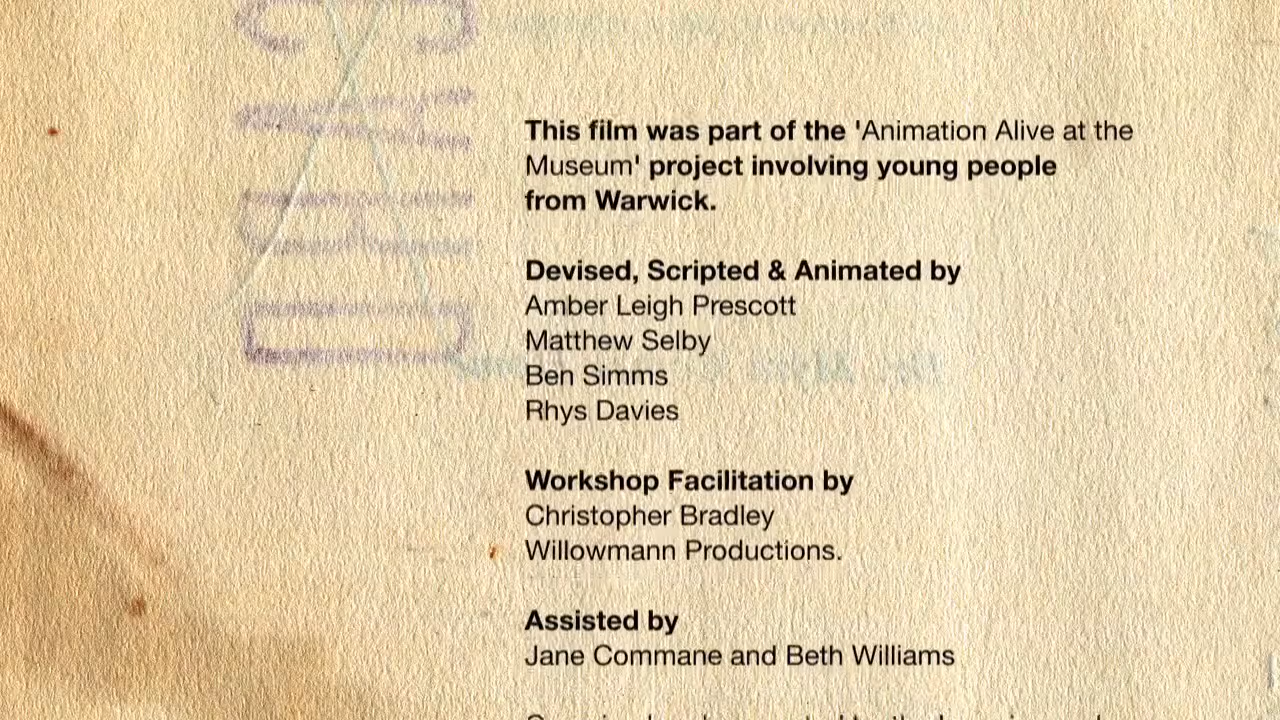 This film was part of the 'Animation Alive at the
Museum' project involving young people
from Warwick.
Devised, Scripted & Animated by
Amber Leigh Prescott
Matthew Selby
Ben Simms
Rhys Davies
Workshop Facilitation by
Christopher Bradley
Willowmann Productions.
Assisted by
Jane Commane and Beth Williams